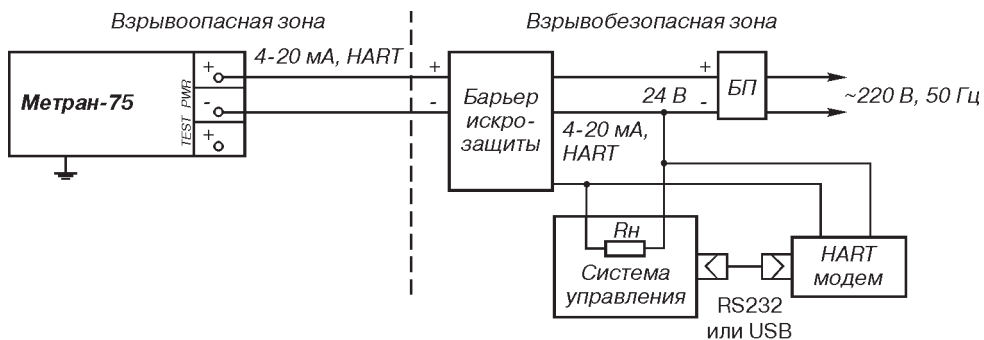 Взрывоопасная зона
Взрывобезопасная зона
4-20 мА, HART
Метран-75
+
-
+
TEST PWR
+
-
Барьер
искро-
защиты
+
24 В
-
БП
~220 В, 50 Гц
4-20 мА,
HART
Rн
Система
управления
HART
модем
RS232
или USB